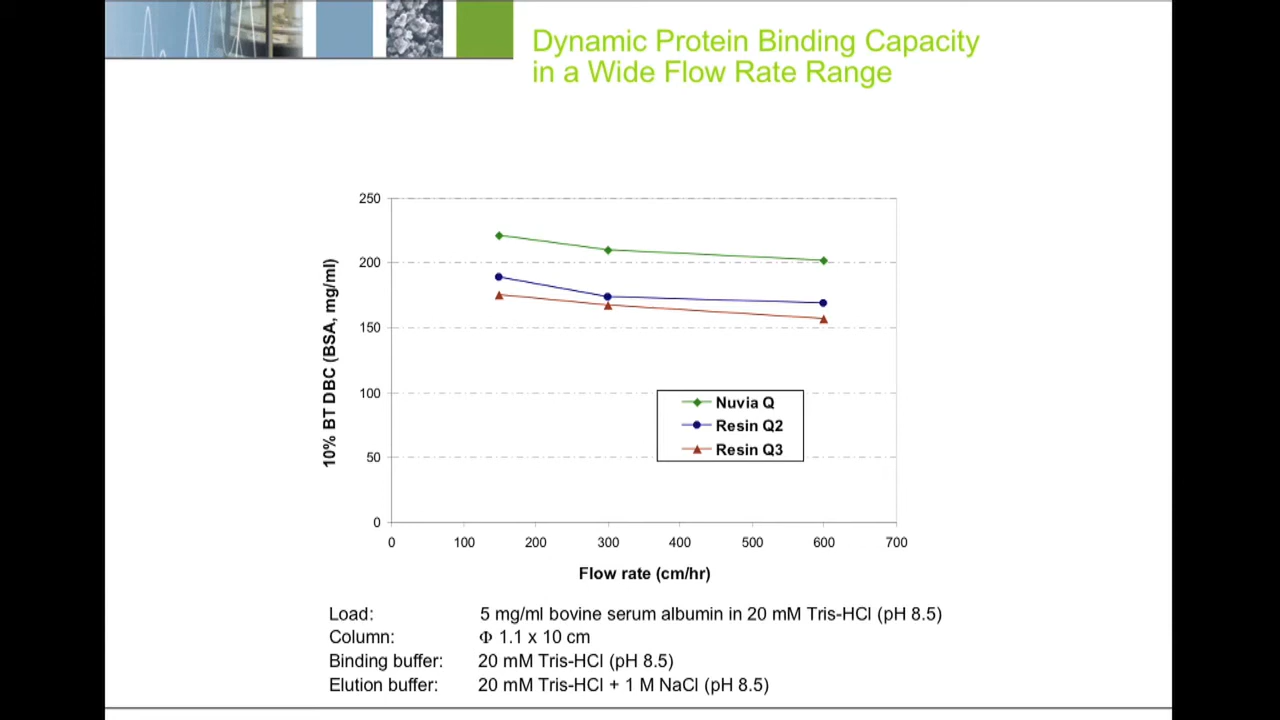 Dynamic Protein Binding Capacity
in a Wide Flow Rate Range
250
200
150
100
50
0
10% BT DBC (BSA, mg/ml)
Nuvia Q
Resin Q2
Resin Q3
0 100 200 300 400 500 600 700
Flow rate (cm/hr)
Load: 5 mg/ml bovine serum albumin in 20 mM Tris-HCl (pH 8.5)
Column: Φ 1.1 x 10 cm
Binding buffer: 20 mM Tris-HCl (pH 8.5)
Elution buffer: 20 mM Tris-HCl + 1 M NaCl (pH 8.5)